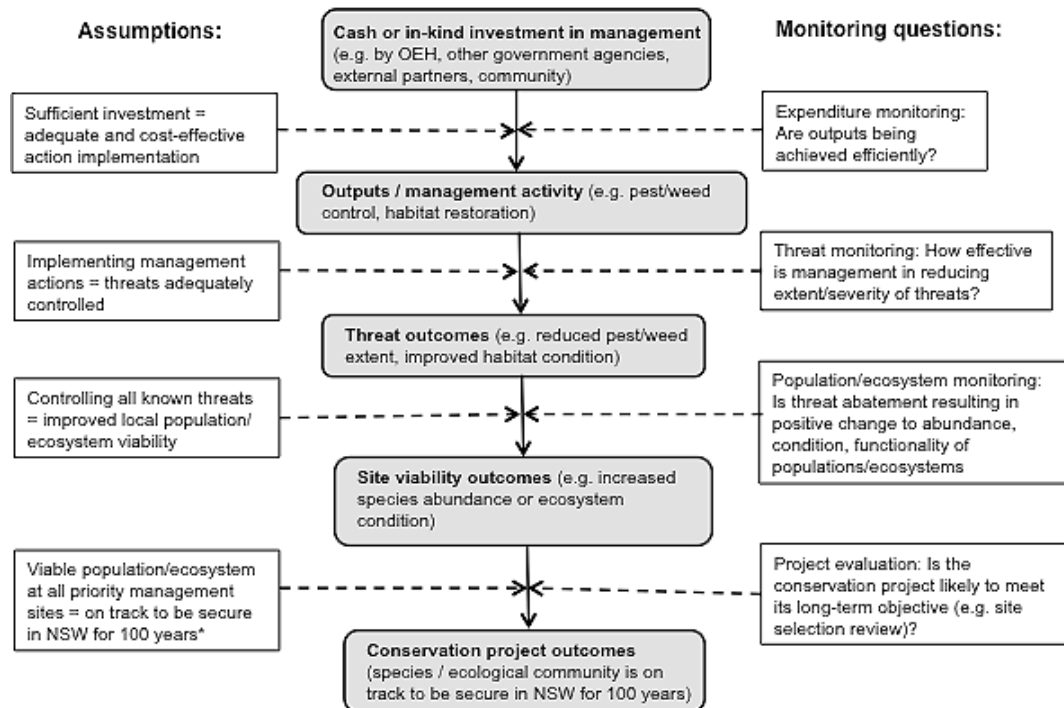 Assumptions:
Cash or in-kind investment in management
(e.g. by OEH, other government agencies,
external partners, community)
Monitoring questions:
Sufficient investment =
adequate and cost-effective
action implementation
Expenditure monitoring:
Are outputs being
achieved efficiently?
Outputs / management activity (e.g. pest/weed
control, habitat restoration)
Implementing management
actions = threats adequately
controlled
Threat monitoring: How effective
is management in reducing
extent/severity of threats?
Threat outcomes (e.g. reduced pest/weed
extent, improved habitat condition)
Controlling all known threats
= improved local population/
ecosystem viability
Population/ecosystem monitoring:
Is threat abatement resulting in
positive change to abundance,
condition, functionality of
populations/ecosystems
Site viability outcomes (e.g. increased
species abundance or ecosystem
condition)
Viable population/ecosystem
at all priority management
sites = on track to be secure
in NSW for 100 years*
Project evaluation: Is the
conservation project likely to meet
its long-term objective (e.g. site
selection review)?
Conservation project outcomes
(species / ecological community is on
track to be secure in NSW for 100 years)